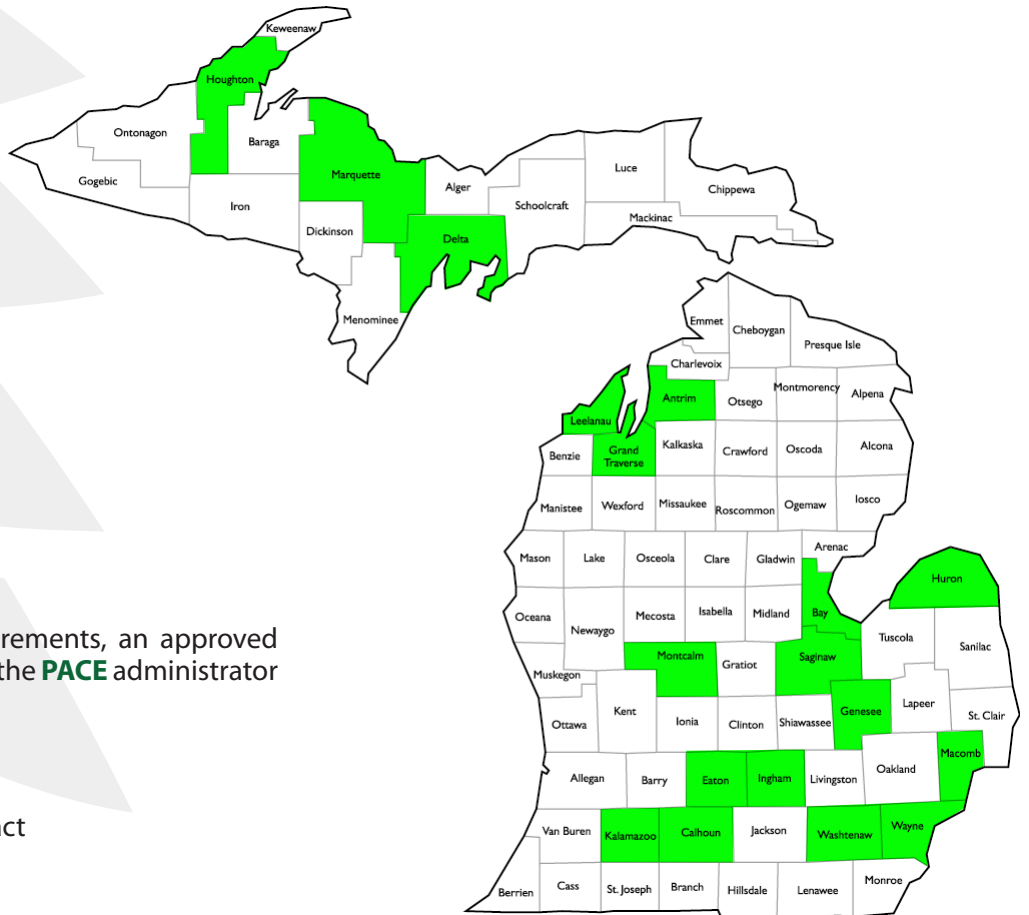 Keweenaw
Houghton
Ontonagon
Baraga
Gogebic
Marquette
Iron
Dickinson
Alger
Luce
Chippewa
Schoolcraft
Mackinac
Delta
Menominee
Emmet
Cheboygan
Presque Isle
Charlevoix
Antrim
Otsego
Montmorency
Alpena
Leelanau
Benzie
Grand
Traverse
Kalkaska
Crawford
Oscoda
Alcona
Manistee
Wexford
Missaukee
Roscommon
Ogemaw
Iosco
Mason
Lake
Osceola
Clare
Gladwin
Arenac
Huron
Oceana
Newaygo
Mecosta
Isabella
Midland
Bay
Tuscola
Sanilac
rements, an approved
the PACE administrator
Muskegon
Montcalm
Gratiot
Saginaw
Ottawa
Kent
Ionia
Clinton
Shiawassee
Genesee
Lapeer
St. Clair
Macomb
Allegan
Barry
Eaton
Ingham
Livingston
Oakland
act
Van Buren
Kalamazoo
Calhoun
Jackson
Washtenaw
Wayne
Berrien
Cass
St. Joseph
Branch
Hillsdale
Lenawee
Monroe